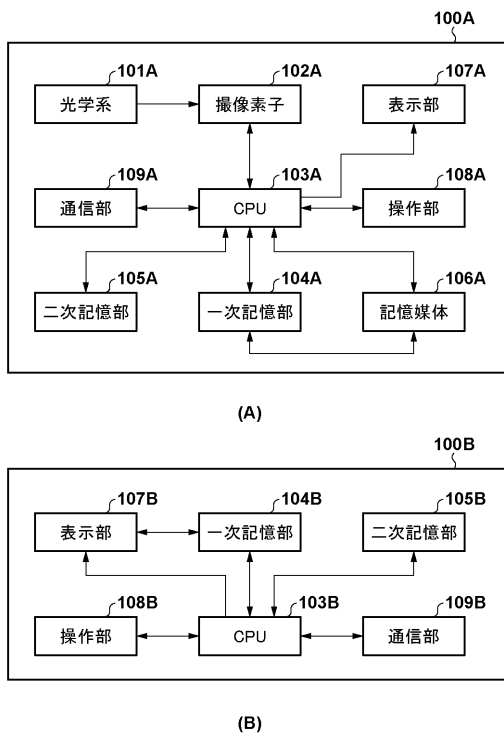 100A
101A
102A
107A
光学系
撮像素子
表示部
109A
103A
108A
通信部
CPU
操作部
105A
104A
106A
二次記憶部
一次記憶部
記憶媒体
(A)
100B
107B
104B
105B
表示部
一次記憶部
二次記憶部
108B
103B
109B
操作部
CPU
通信部
(B)